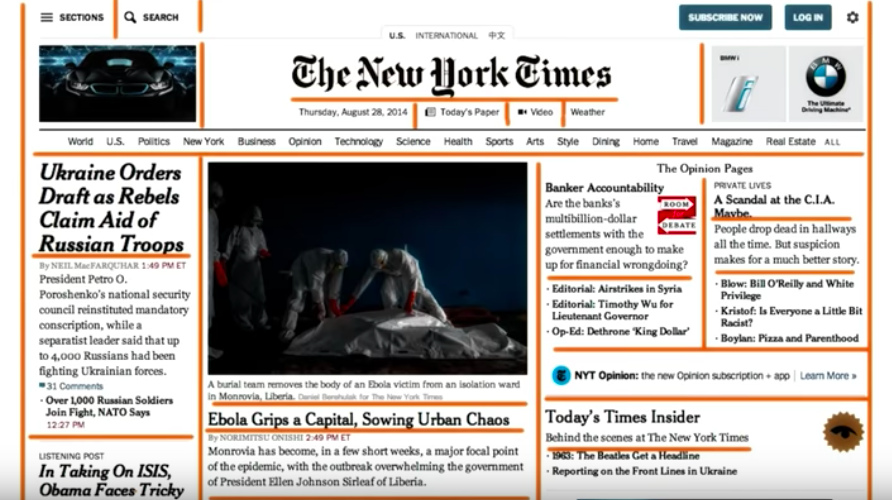 SECTIONS
SEARCH
SUBSCRIBE NOW
LOG IN
U.S. INTERNATIONAL 中文
The New York Times
BMW i
BMW
The Ultimate
Driving Machine®
Thursday, August 28, 2014
Today's Paper
Video
Weather
World U.S. Politics New York Business Opinion Technology Science Health Sports Arts Style Dining Home Travel Magazine Real Estate ALL
Ukraine Orders
Draft as Rebels
Claim Aid of
Russian Troops
By NEIL MacFARQUHAR 1:49 PM ET
President Petro O.
Poroshenko's national security
council reinstituted mandatory
conscription, while a
separatist leader said that up
to 4,000 Russians had been
fighting Ukrainian forces.
31 Comments
· Over 1,000 Russian Soldiers
Join Fight, NATO Says
12:27 PM
LISTENING POST
In Taking On ISIS,
Obama Faces Tricky
A burial team removes the body of an Ebola victim from an isolation ward
in Monrovia, Liberia. Daniel Berehulak for The New York Times
Ebola Grips a Capital, Sowing Urban Chaos
By NORIMITSU ONISHI 2:49 PM ET
Monrovia has become, in a few short weeks, a major focal point
of the epidemic, with the outbreak overwhelming the government
of President Ellen Johnson Sirleaf of Liberia.
The Opinion Pages
Banker Accountability
Are the banks's
multibillion-dollar
settlements with the
government enough to make
up for financial wrongdoing?
ROOM
for
DEBATE
· Editorial: Airstrikes in Syria
· Editorial: Timothy Wu for
Lieutenant Governor
· Op-Ed: Dethrone 'King Dollar'
PRIVATE LIVES
A Scandal at the C.I.A.
Maybe.
People drop dead in hallways
all the time. But suspicion
makes for a much better story.
· Blow: Bill O'Reilly and White
Privilege
· Kristof: Is Everyone a Little Bit
Racist?
· Boylan: Pizza and Parenthood
NYT Opinion: the new Opinion subscription + app | Learn More »
Today's Times Insider
Behind the scenes at The New York Times
· 1963: The Beatles Get a Headline
· Reporting on the Front Lines in Ukraine